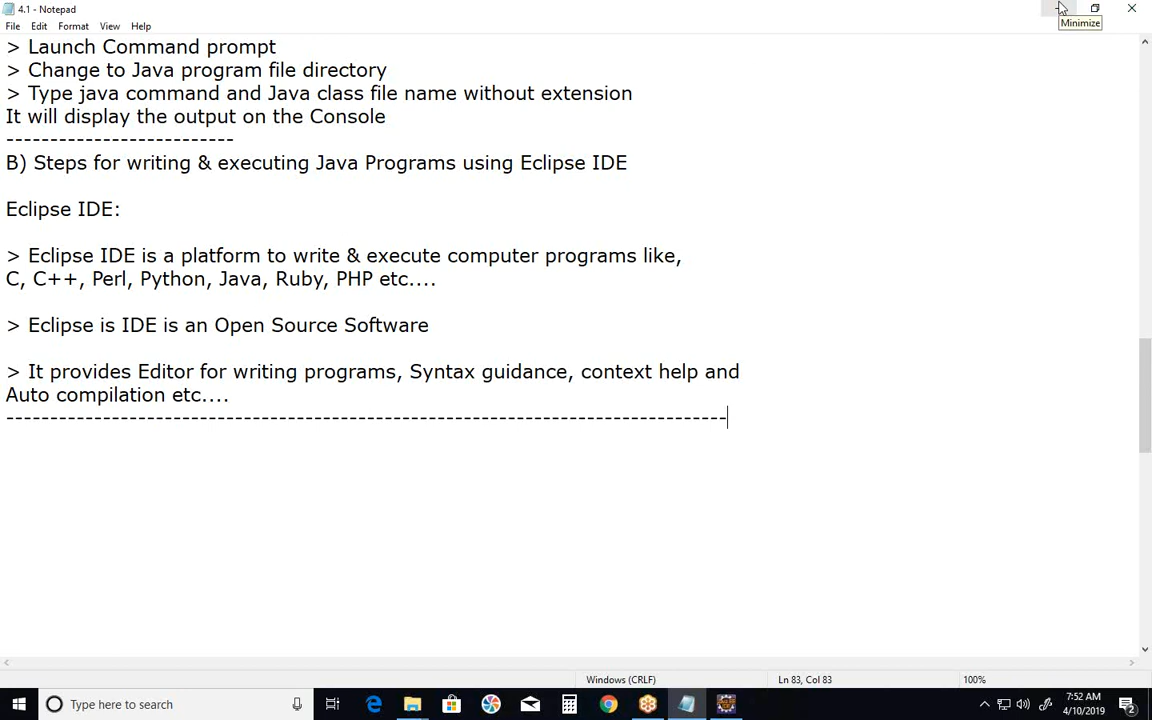 4.1 - Notepad
Minimize
File Edit Format View Help
> Launch Command prompt
> Change to Java program file directory
> Type java command and Java class file name without extension
It will display the output on the Console
--------------------------
B) Steps for writing & executing Java Programs using Eclipse IDE
Eclipse IDE:
> Eclipse IDE is a platform to write & execute computer programs like,
C, C++, Perl, Python, Java, Ruby, PHP etc....
> Eclipse is IDE is an Open Source Software
> It provides Editor for writing programs, Syntax guidance, context help and
Auto compilation etc....
----------------------------------------------------------------------------------
Windows (CRLF) Ln 83, Col 83 100%
Type here to search
7:52 AM
4/10/2019
2